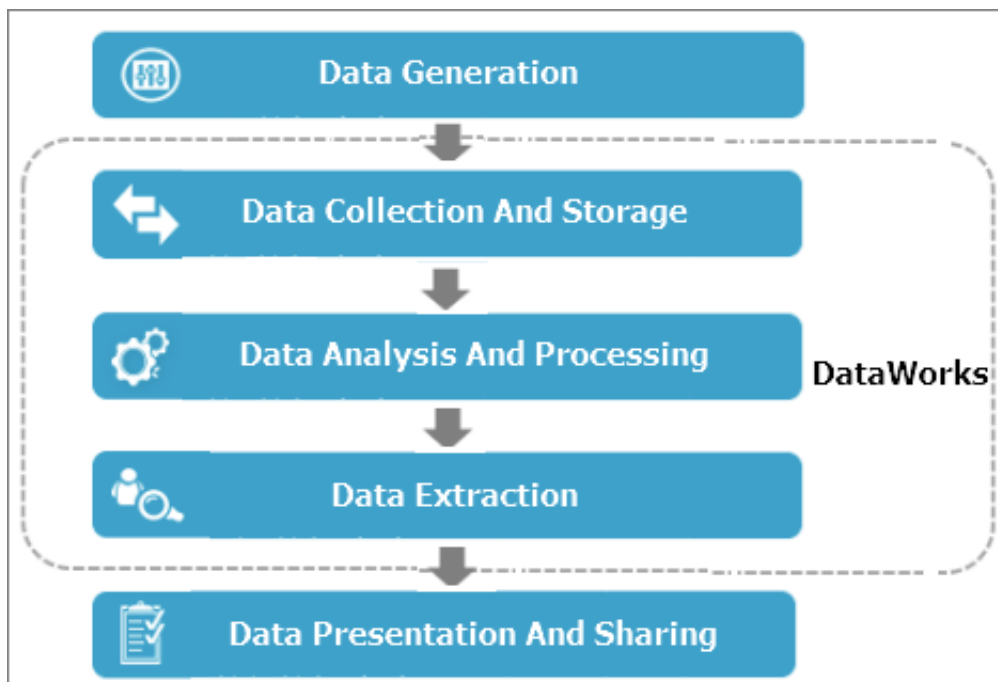 Data Generation
Data Collection And Storage
Data Analysis And Processing
DataWorks
Data Extraction
Data Presentation And Sharing